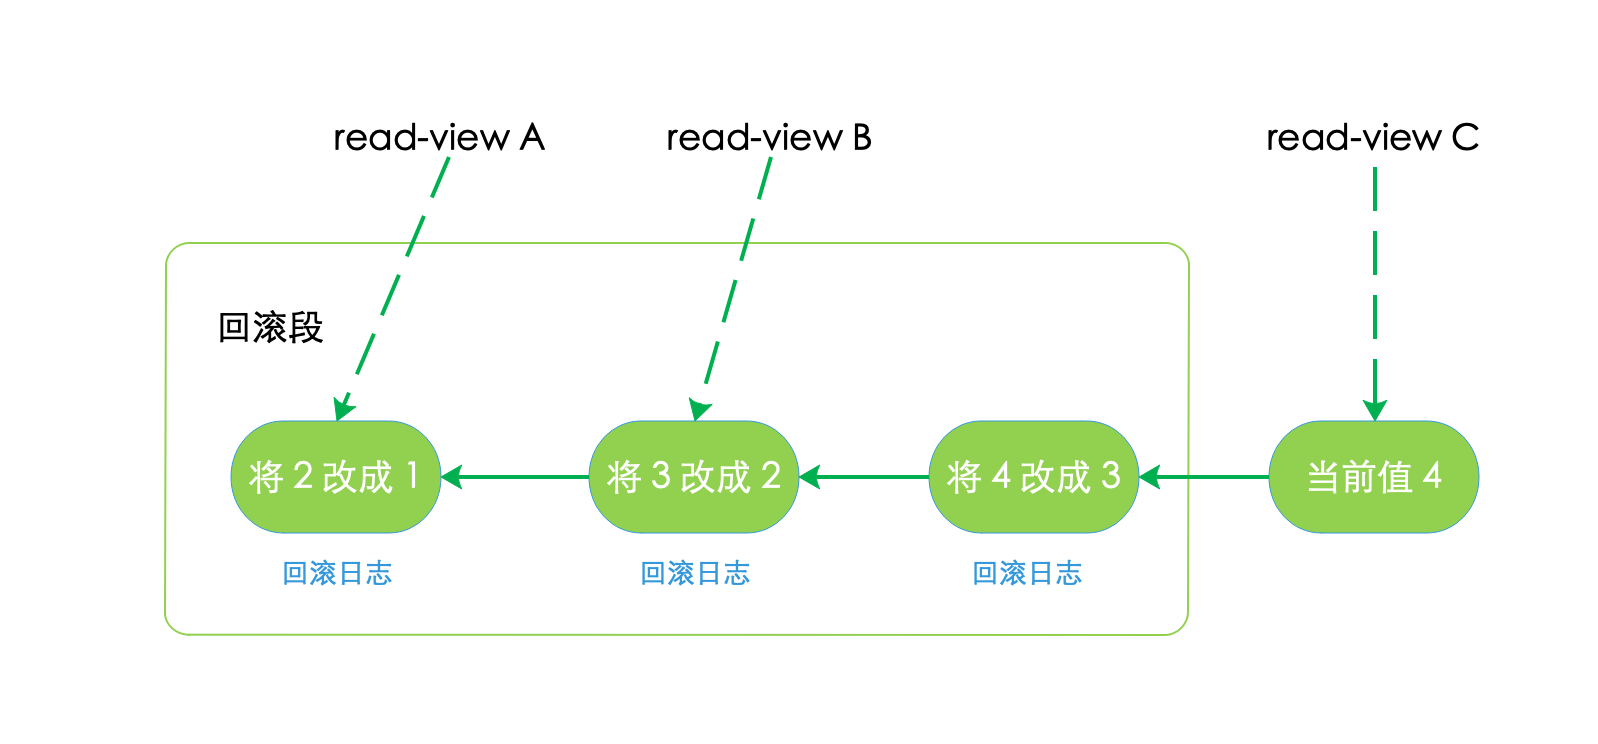 read-view A
read-view B
read-view C
回滚段
将 2 改成 1
将 3 改成 2
将 4 改成 3
当前值 4
回滚日志
回滚日志
回滚日志